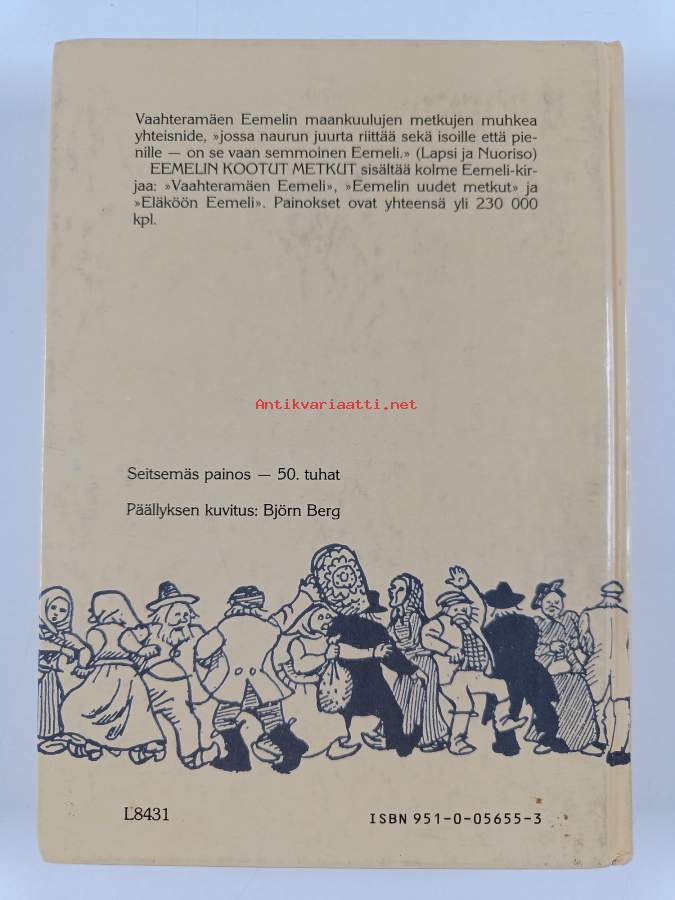 Vaahteramäen Eemelin maankuulujen metkujen muhkea
yhteisnide, »jossa naurun juurta riittää sekä isoille että pie-
nille — on se vaan semmoinen Eemeli.» (Lapsi ja Nuoriso)
EEMELIN KOOTUT METKUT sisältää kolme Eemeli-kir-
jaa: »Vaahteramäen Eemeli», »Eemelin uudet metkut» ja
»Eläköön Eemeli». Painokset ovat yhteensä yli 230 000
kpl.
Antikvariaatti.net
Seitsemäs painos — 50. tuhat
Päällyksen kuvitus: Björn Berg
L8431
ISBN 951-0-05655-3